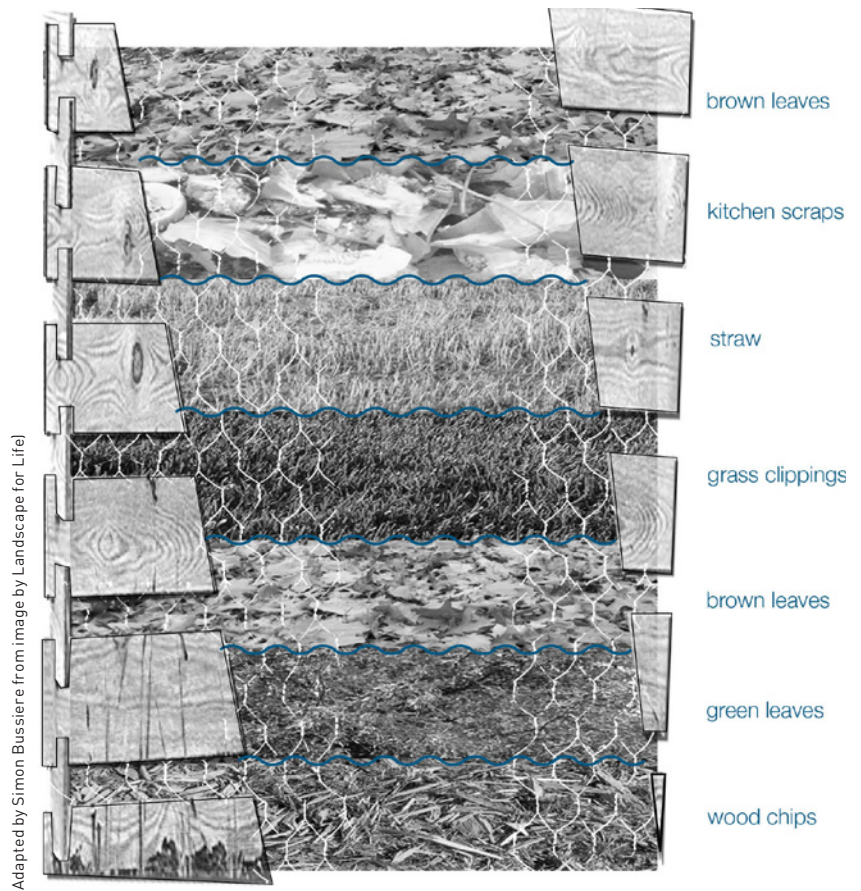 brown leaves
kitchen scraps
straw
grass clippings
brown leaves
green leaves
wood chips
Adapted by Simon Bussiere from image by Landscape for Life)